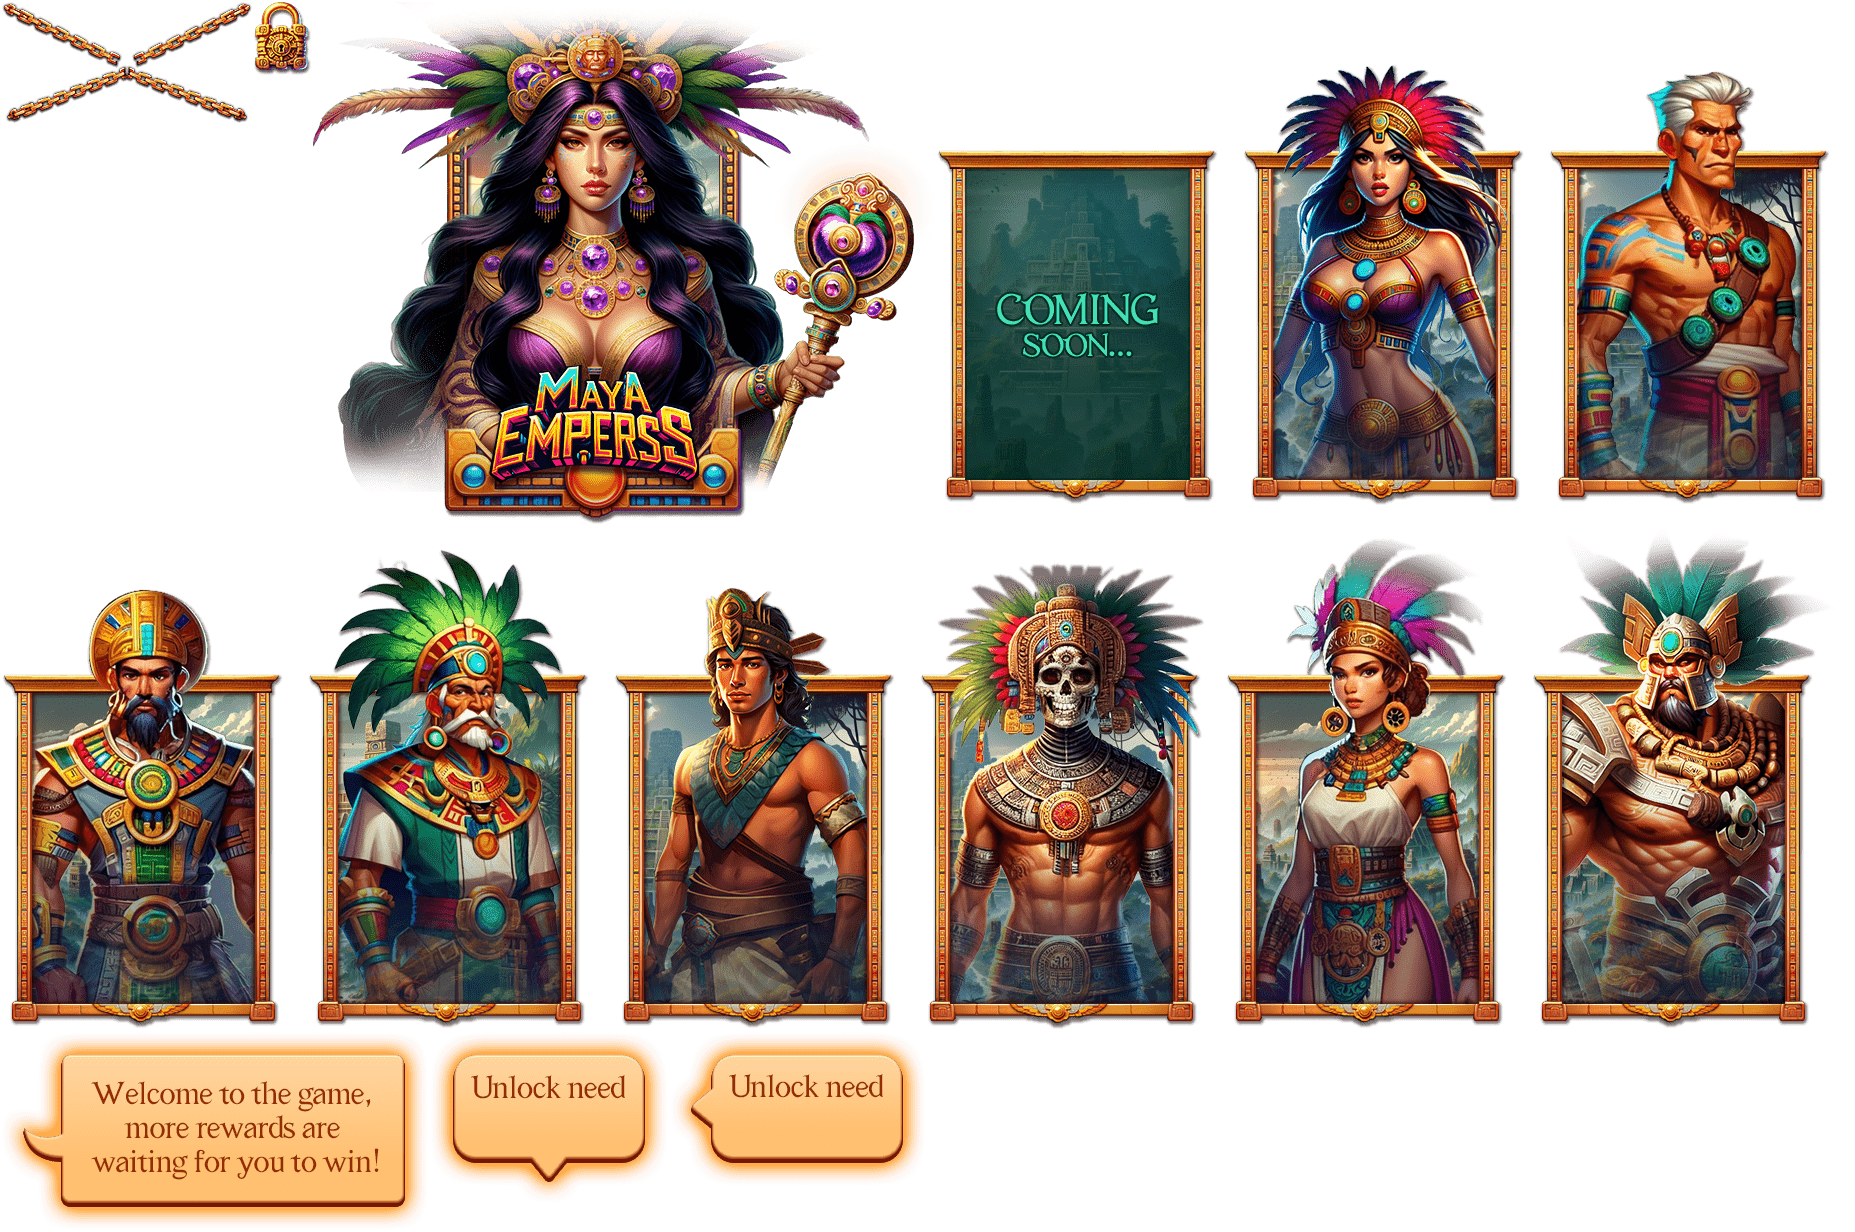 MAYA
EMPERSS
COMING
SOON...
Welcome to the game,
more rewards are
waiting for you to win!
Unlock need
Unlock need